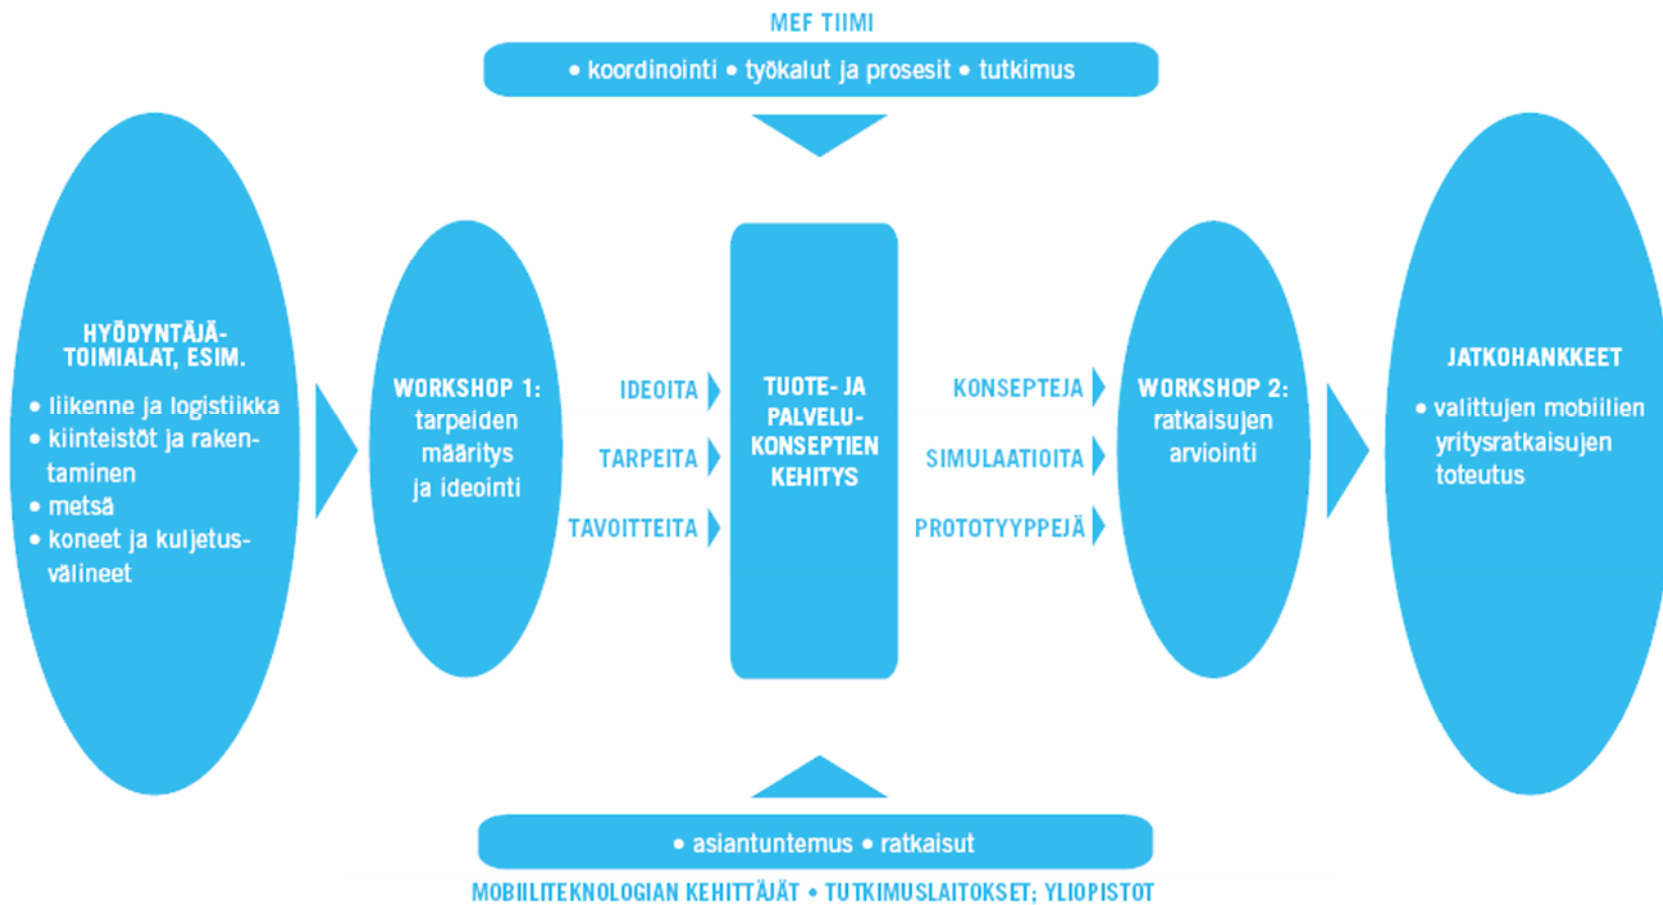 MEF TIIMI
• koordinointi • työkalut ja prosesit • tutkimus
HYÖDYNTÄJÄ-
TOIMIALAT, ESIM.
• liikenne ja logistiikka
• kiinteistöt ja raken-
taminen
• metsä
• koneet ja kuljetus-
välineet
WORKSHOP 1:
tarpeiden
määritys
ja ideointi
IDEOITA
TARPEITA
TAVOITTEITA
TUOTE- JA
PALVELU-
KONSEPTIEN
KEHITYS
KONSEPTEJA
SIMULAATIOITA
PROTOTYYPPEJÄ
WORKSHOP 2:
ratkaisujen
arviointi
JATKOHANKKEET
• valittujen mobiilien
yritysratkaisujen
toteutus
• asiantuntemus • ratkaisut
MOBIILITEKNOLOGIAN KEHITTÄJÄT • TUTKIMUSLAITOKSET; YLIOPISTOT